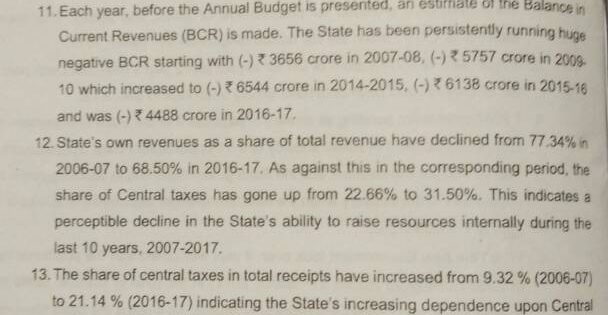 11. Each year, before the Annual Budget is presented, an estimate of the Balance in
Current Revenues (BCR) is made. The State has been persistently running huge
negative BCR starting with (-) ₹ 3656 crore in 2007-08, (-) ₹ 5757 crore in 2009-
10 which increased to (-) ₹ 6544 crore in 2014-2015, (-) ₹ 6138 crore in 2015-16
and was (-) ₹ 4488 crore in 2016-17.
12. State's own revenues as a share of total revenue have declined from 77.34% in
2006-07 to 68.50% in 2016-17. As against this in the corresponding period, the
share of Central taxes has gone up from 22.66% to 31.50%. This indicates a
perceptible decline in the State's ability to raise resources internally during the
last 10 years, 2007-2017.
13. The share of central taxes in total receipts have increased from 9.32 % (2006-07)
to 21.14 % (2016-17) indicating the State's increasing dependence upon Central